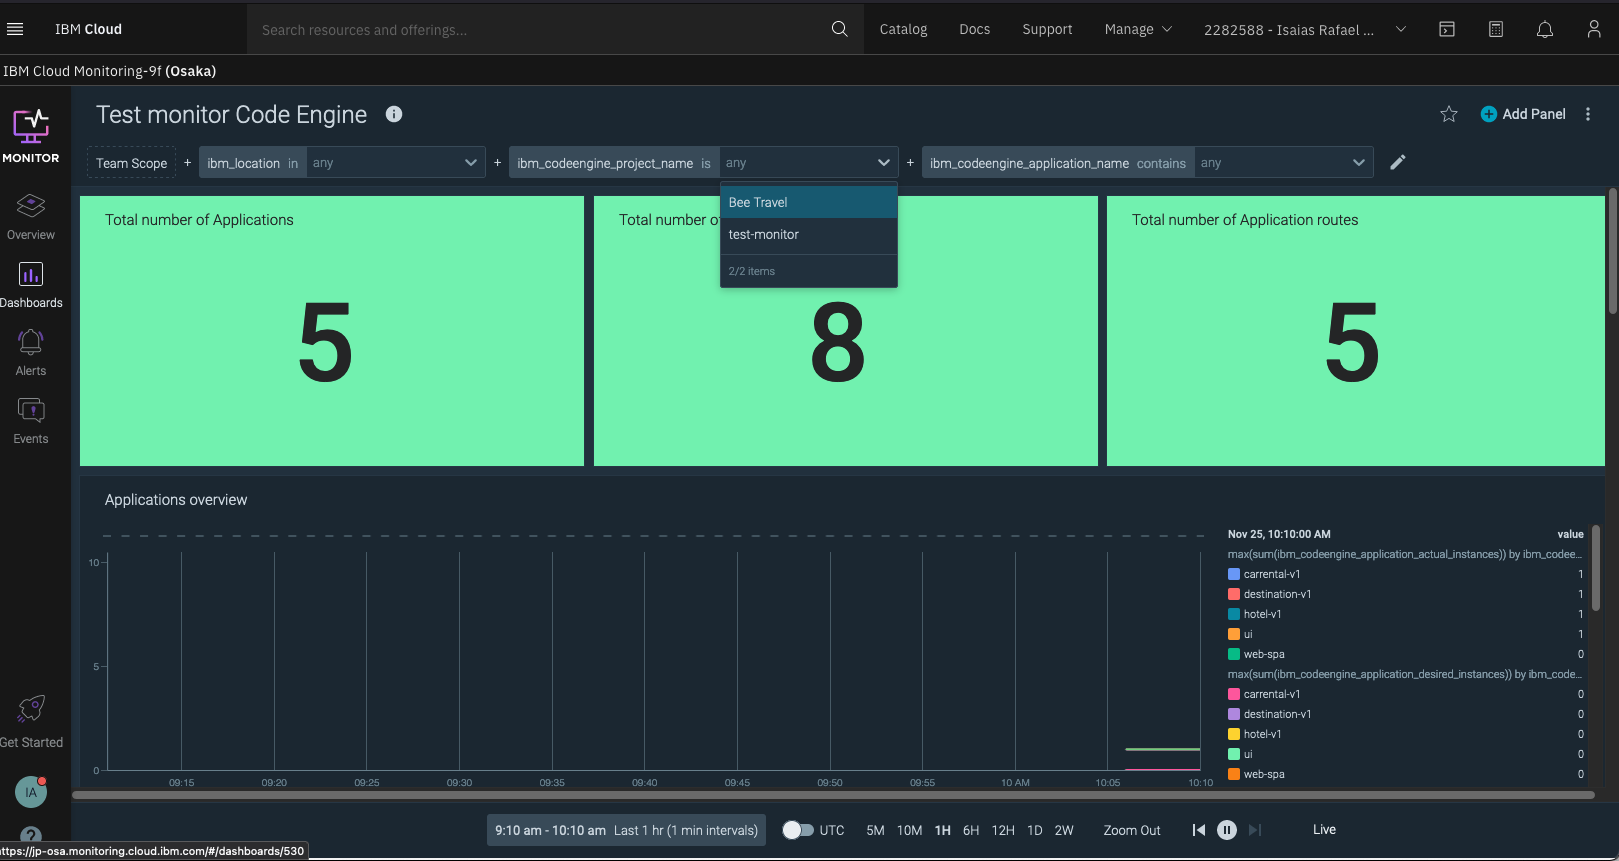 IBM Cloud
Search resources and offerings...
Catalog
Docs
Support
Manage
2282588 - Isaias Rafael ...
IBM Cloud Monitoring-9f (Osaka)
MONITOR
Overview
Dashboards
Alerts
Events
Get Started
IA
Test monitor Code Engine
Add Panel
Team Scope + ibm_location in any + ibm_codeengine_project_name is any + ibm_codeengine_application_name contains any
Bee Travel
test-monitor
2/2 items
Total number of Applications
5
Total number o
8
Total number of Application routes
5
Applications overview
10
5
0
09:15 09:20 09:25 09:30 09:35 09:40 09:45 09:50 09:55 10 AM 10:05 10:10
Nov 25, 10:10:00 AM value
max(sum(ibm_codeengine_application_actual_instances)) by ibm_codee...
carrental-v1 1
destination-v1 1
hotel-v1 1
ui 1
web-spa 0
max(sum(ibm_codeengine_application_desired_instances)) by ibm_code...
carrental-v1 0
destination-v1 0
hotel-v1 0
ui 0
web-spa 0
9:10 am - 10:10 am Last 1 hr (1 min intervals)
UTC
5M 10M 1H 6H 12H 1D 2W
Zoom Out
Live
ttps://jp-osa.monitoring.cloud.ibm.com/#/dashboards/530